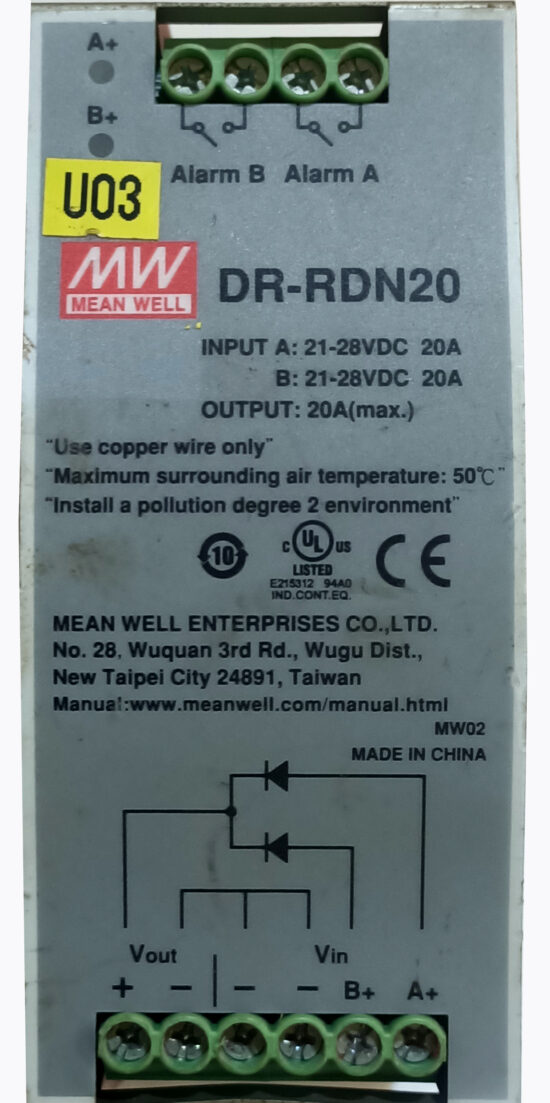 A+
B+
Alarm B Alarm A
U03
MW
MEAN WELL
DR-RDN20
INPUT A: 21-28VDC 20A
B: 21-28VDC 20A
OUTPUT: 20A(max.)
"Use copper wire only"
"Maximum surrounding air temperature: 50℃"
"Install a pollution degree 2 environment"
10
C UL US
LISTED
E215312 94A0
IND.CONT.EQ.
CE
MEAN WELL ENTERPRISES CO.,LTD.
No. 28, Wuquan 3rd Rd., Wugu Dist.,
New Taipei City 24891, Taiwan
Manual:www.meanwell.com/manual.html
MW02
MADE IN CHINA
Vout Vin
+ − | − − B+ A+